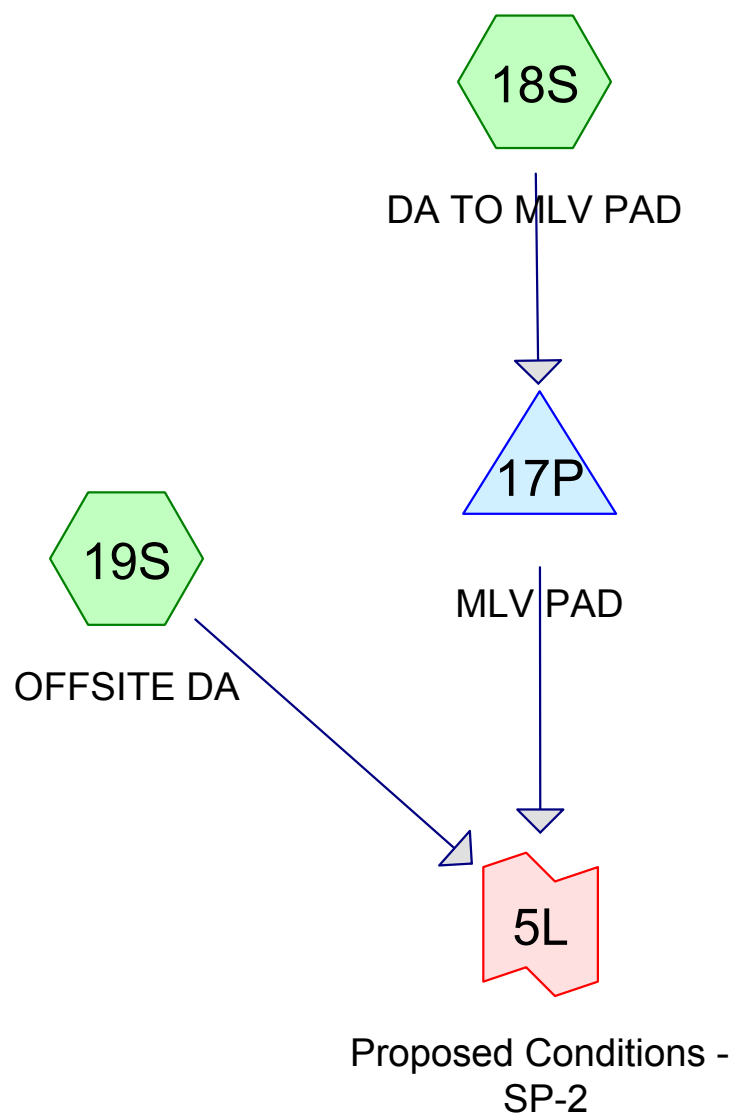 18S
DA TO MLV PAD
17P
19S
MLV PAD
OFFSITE DA
5L
Proposed Conditions -
SP-2